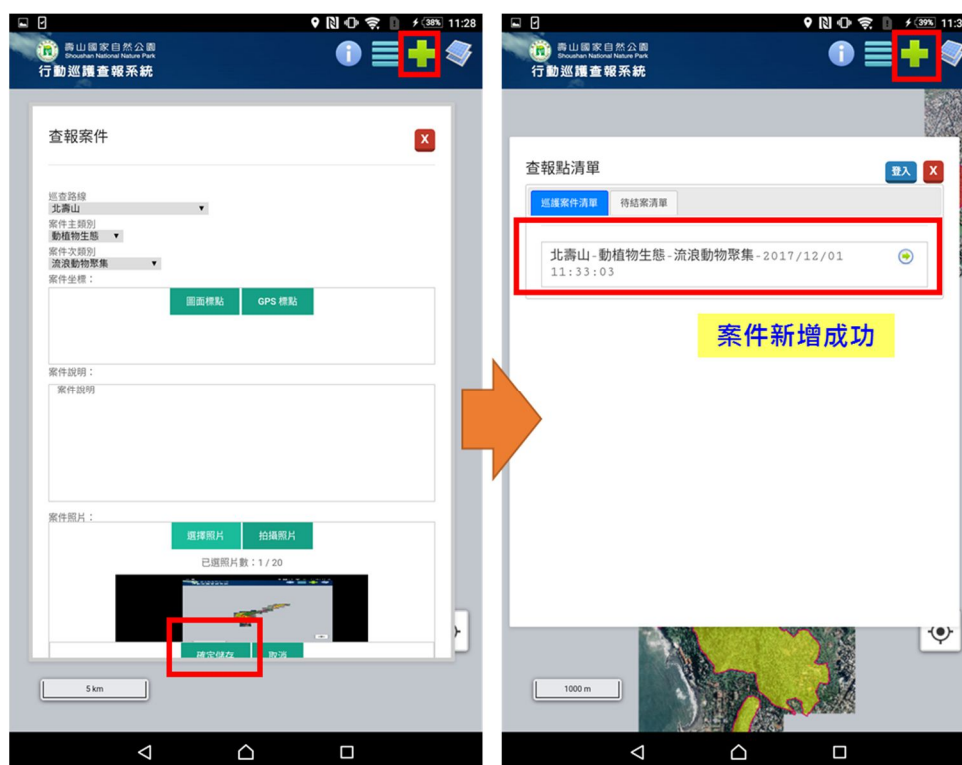 38% 11:28
壽山國家自然公園
Shoushan National Nature Park
行動巡護查報系統
查報案件
X
巡查路線
北壽山
案件主類別
動植物生態
案件次類別
流浪動物聚集
案件坐標：
圖面標點
GPS 標點
案件說明：
案件說明
案件照片：
選擇照片
拍攝照片
已選照片數：1 / 20
確定儲存
取消
5 km
39% 11:3
壽山國家自然公園
Shoushan National Nature Park
行動巡護查報系統
查報點清單
登入
X
巡護案件清單
待結案清單
北壽山-動植物生態-流浪動物聚集-2017/12/01
11:33:03
案件新增成功
1000 m